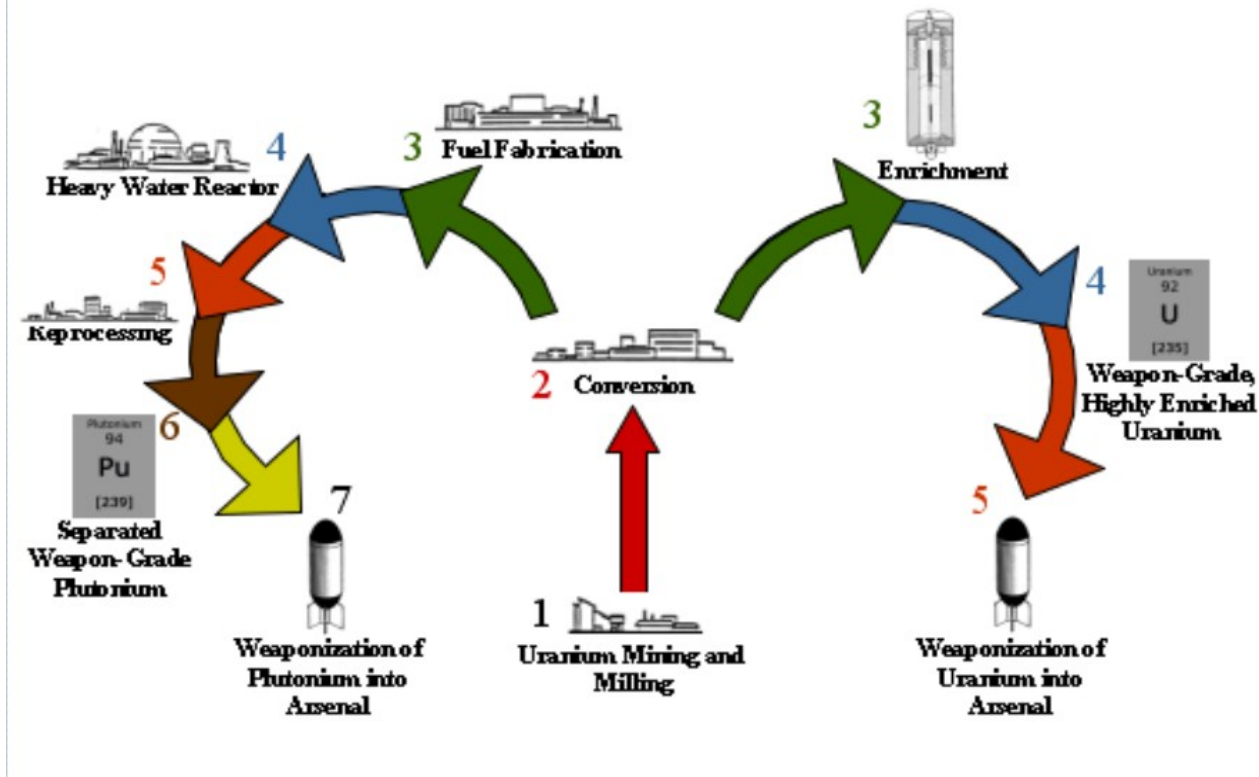 3
Enrichment
3
Fuel Fabrication
4
Heavy Water Reactor
5
Reprocessing
4
Uranium
92
U
[235]
Weapon-Grade,
Highly Enriched
Uranium
2
Conversion
6
Plutonium
94
Pu
[239]
Separated
Weapon-Grade
Plutonium
7
Weaponization of
Plutonium into
Arsenal
1
Uranium Mining and
Milling
5
Weaponization of
Uranium into
Arsenal